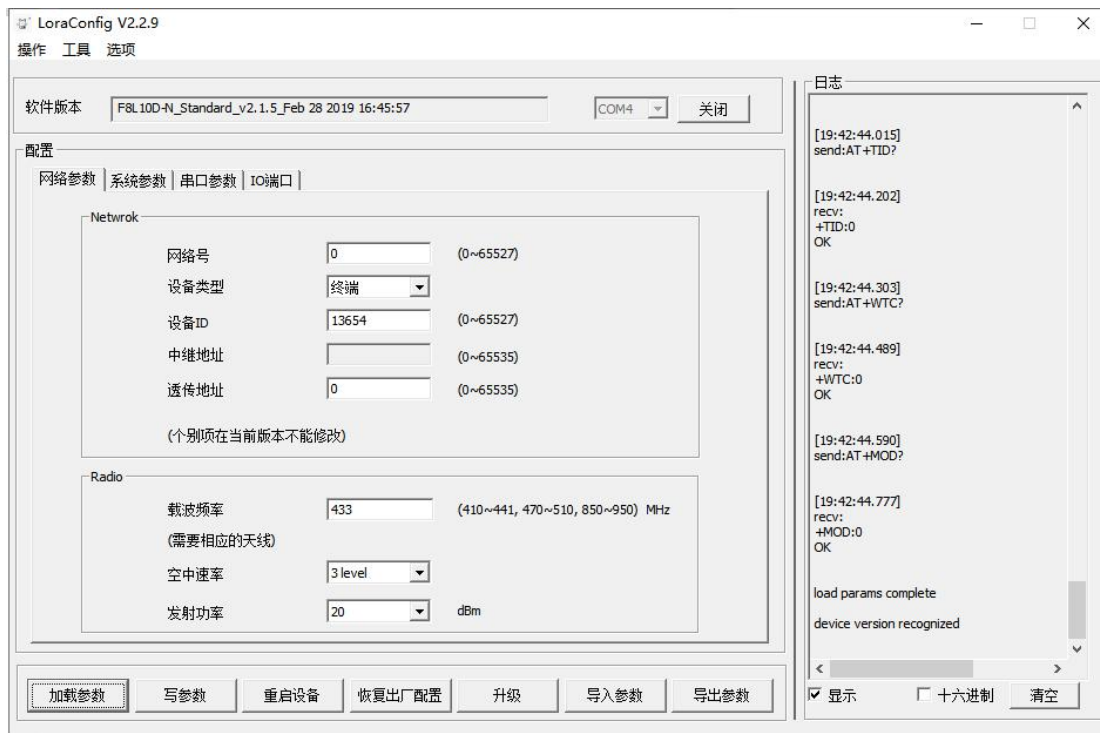 LoraConfig V2.2.9
操作 工具 选项
软件版本 F8L10D-N_Standard_v2.1.5_Feb 28 2019 16:45:57 COM4 关闭
配置
网络参数 系统参数 串口参数 IO端口
Netwrok
网络号 0 (0~65527)
设备类型 终端
设备ID 13654 (0~65527)
中继地址 (0~65535)
透传地址 0 (0~65535)
(个别项在当前版本不能修改)
Radio
载波频率 433 (410~441, 470~510, 850~950) MHz
(需要相应的天线)
空中速率 3 level
发射功率 20 dBm
加载参数 写参数 重启设备 恢复出厂配置 升级 导入参数 导出参数
日志
[19:42:44.015]
send:AT+TID?
[19:42:44.202]
recv:
+TID:0
OK
[19:42:44.303]
send:AT+WTC?
[19:42:44.489]
recv:
+WTC:0
OK
[19:42:44.590]
send:AT+MOD?
[19:42:44.777]
recv:
+MOD:0
OK
load params complete
device version recognized
显示 十六进制 清空